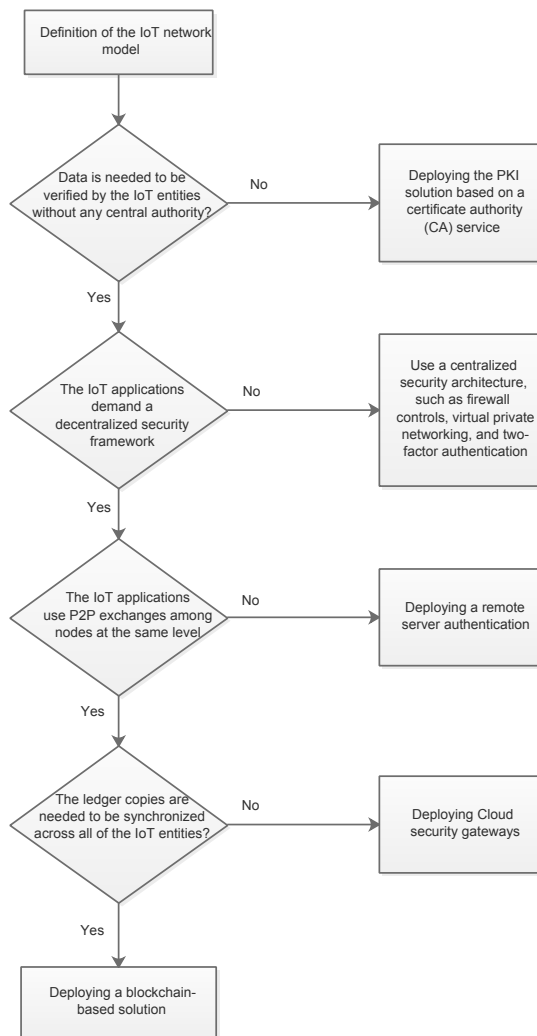 Definition of the IoT network
model
Data is needed to be
verified by the IoT entities
without any central authority?
No
Deploying the PKI
solution based on a
certificate authority
(CA) service
Yes
The IoT applications
demand a
decentralized security
framework
No
Use a centralized
security architecture,
such as firewall
controls, virtual private
networking, and two-
factor authentication
Yes
The IoT applications
use P2P exchanges among
nodes at the same level
No
Deploying a remote
server authentication
Yes
The ledger copies are
needed to be synchronized
across all of the IoT entities?
No
Deploying Cloud
security gateways
Yes
Deploying a blockchain-
based solution